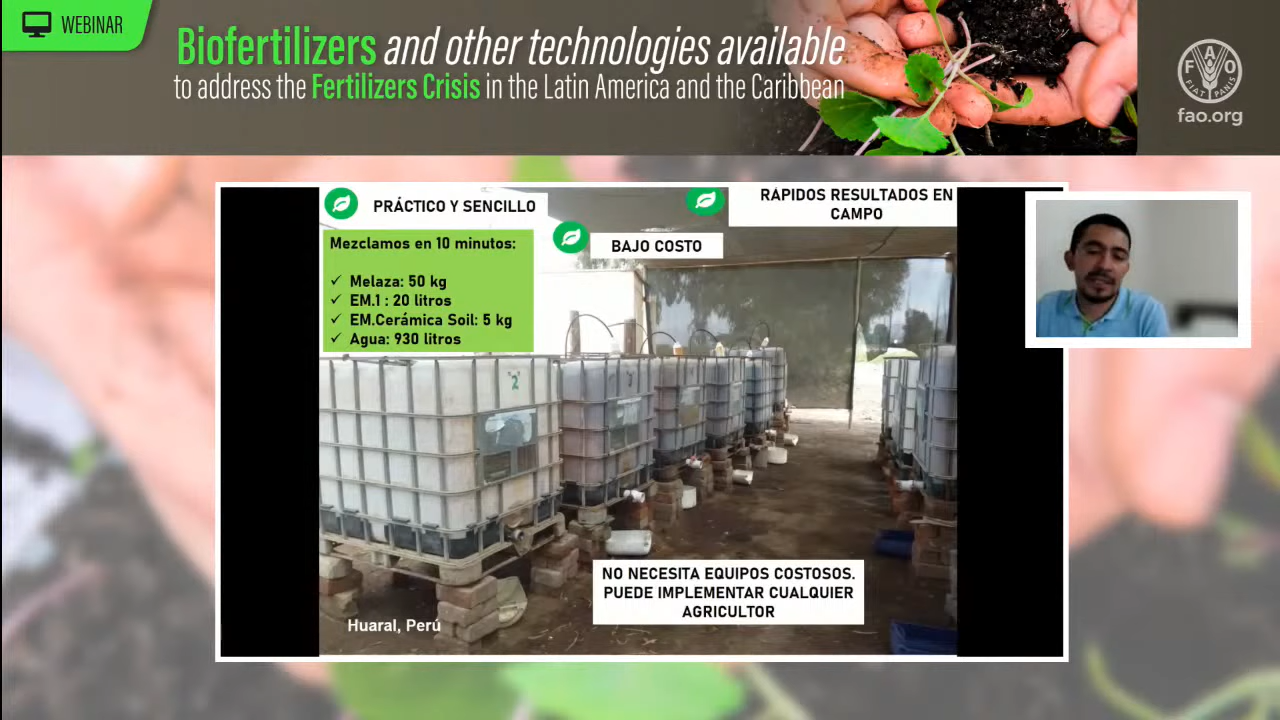 WEBINAR
Biofertilizers and other technologies available
to address the Fertilizers Crisis in the Latin America and the Caribbean
F A O
FIAT PANIS
fao.org
PRÁCTICO Y SENCILLO
RÁPIDOS RESULTADOS EN
CAMPO
BAJO COSTO
Mezclamos en 10 minutos:
✓ Melaza: 50 kg
✓ EM.1 : 20 litros
✓ EM.Cerámica Soil: 5 kg
✓ Agua: 930 litros
"2"
NO NECESITA EQUIPOS COSTOSOS.
PUEDE IMPLEMENTAR CUALQUIER
AGRICULTOR
Huaral, Perú